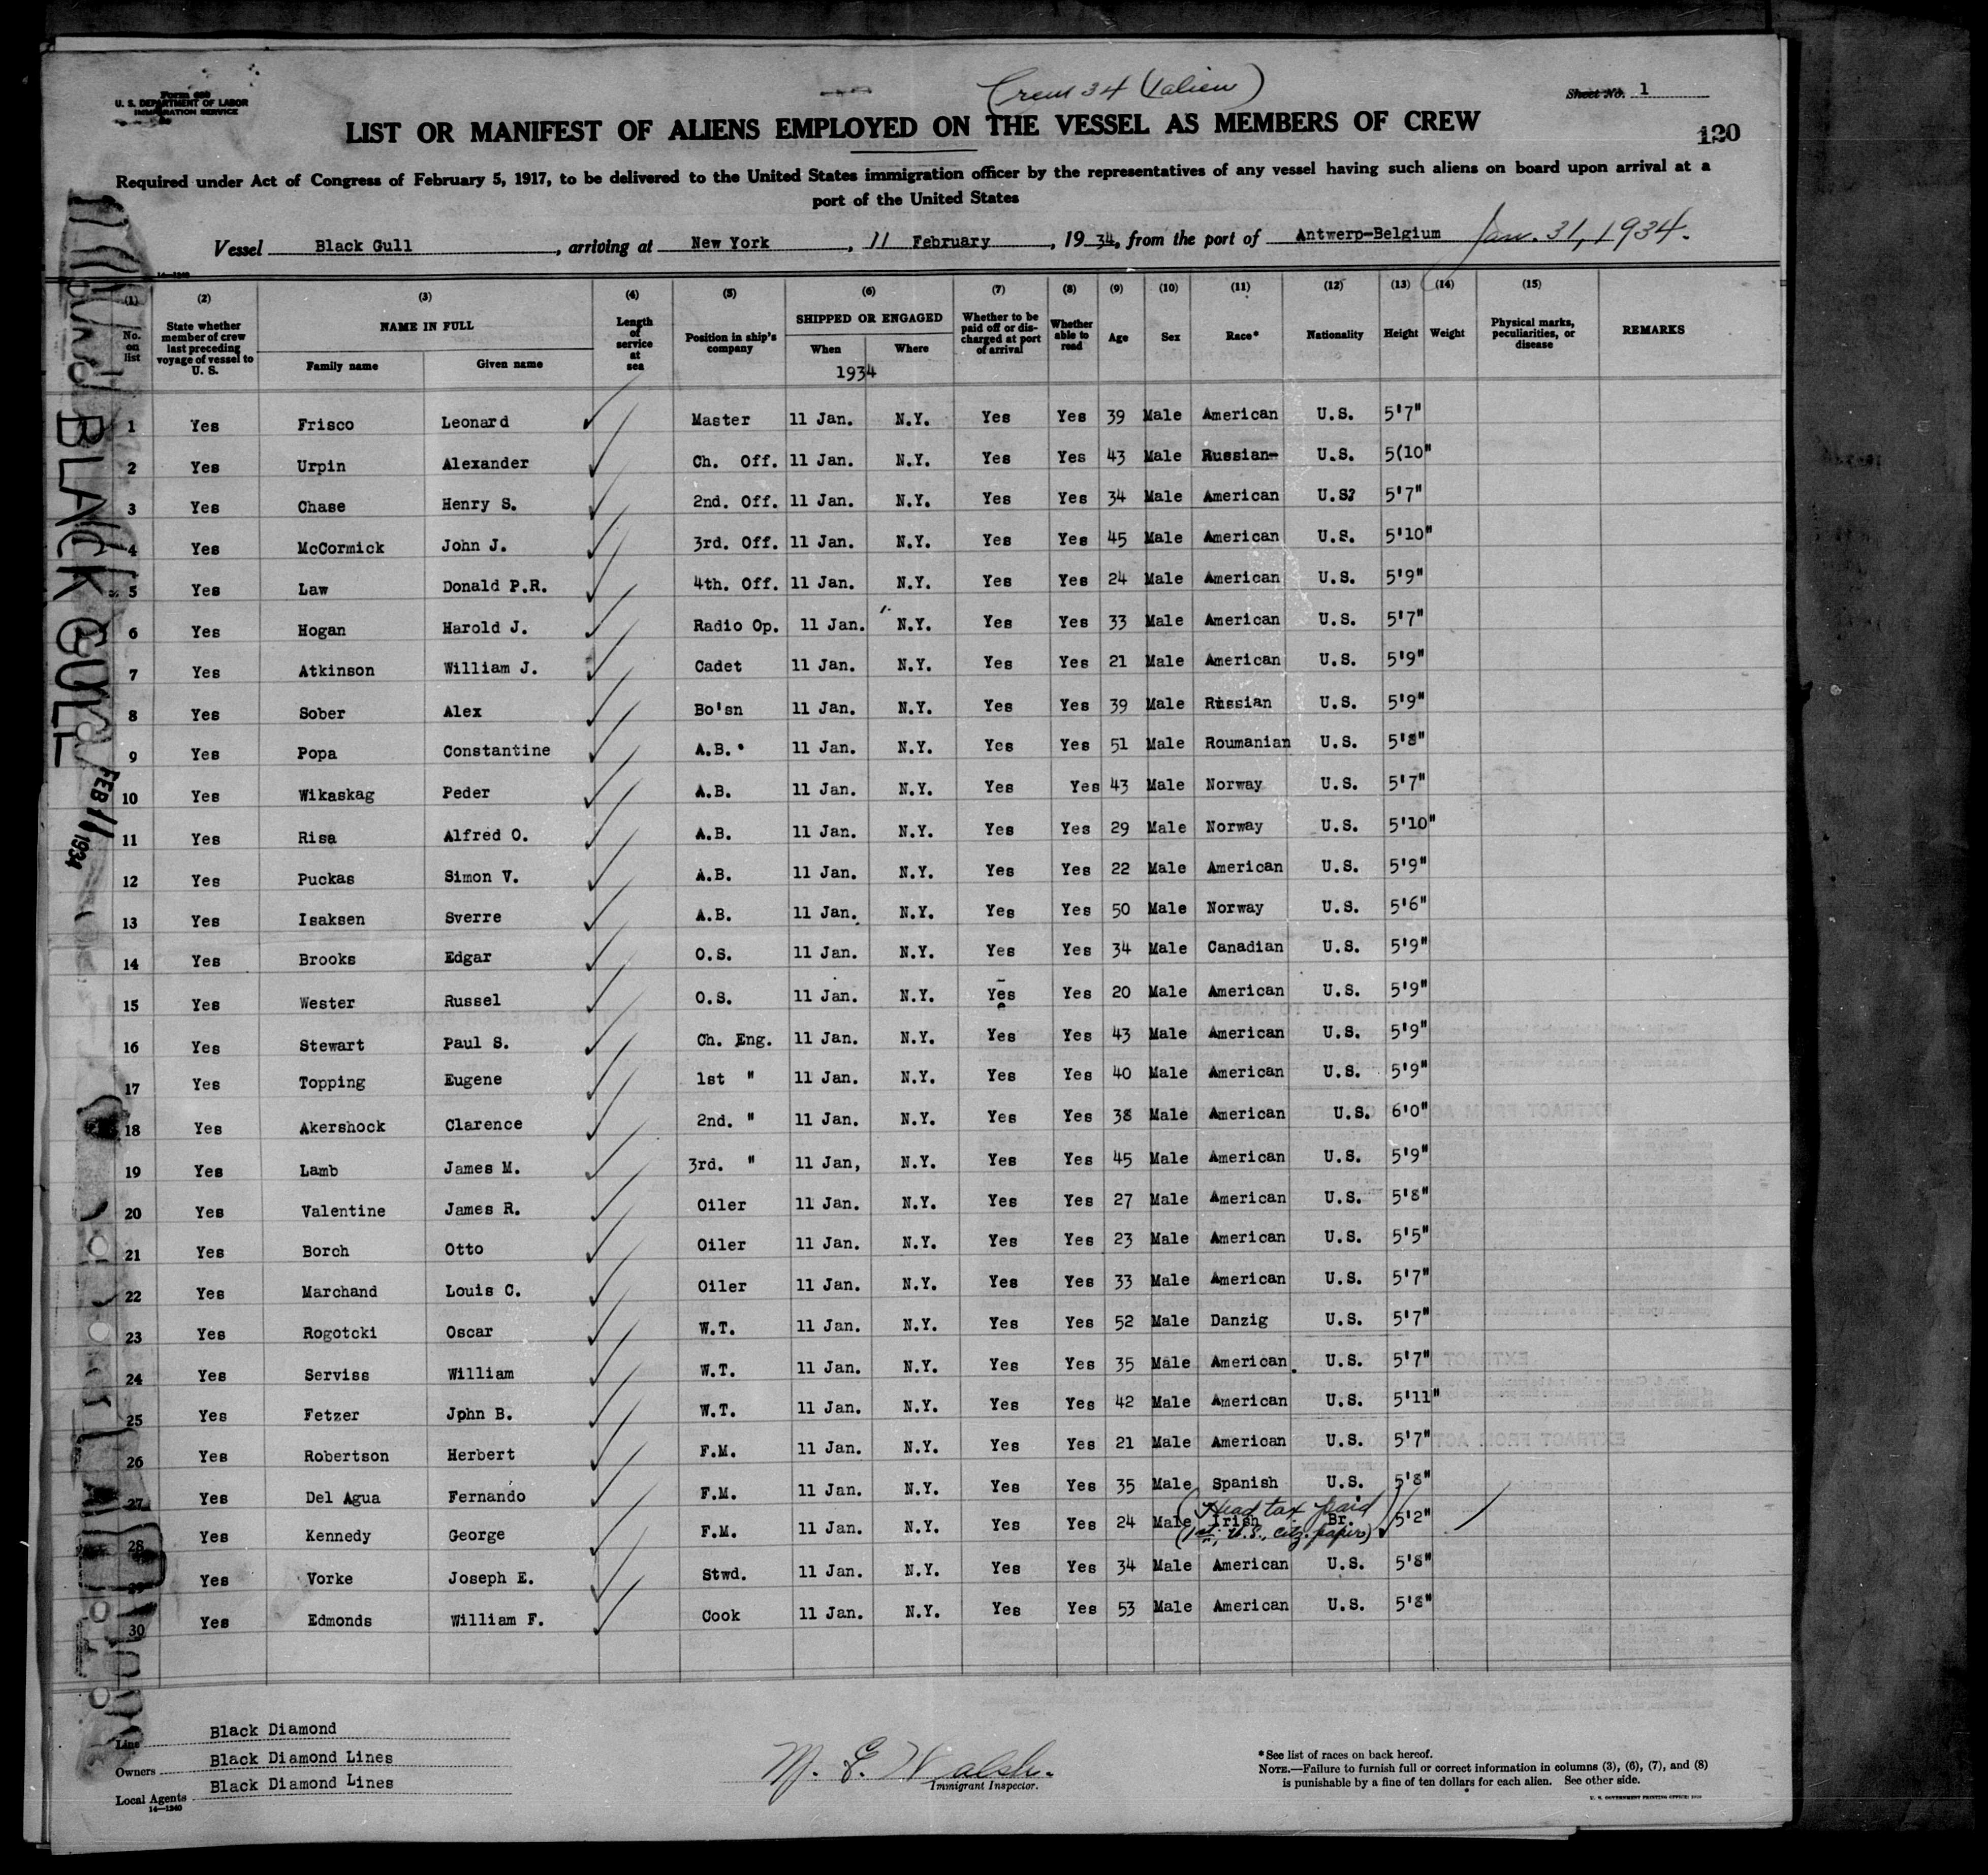 Crew 34 (1 alien)
Form 680
U. S. DEPARTMENT OF LABOR
IMMIGRATION SERVICE
Sheet No. 1
LIST OR MANIFEST OF ALIENS EMPLOYED ON THE VESSEL AS MEMBERS OF CREW
120
Required under Act of Congress of February 5, 1917, to be delivered to the United States immigration officer by the representatives of any vessel having such aliens on board upon arrival at a
port of the United States
Vessel Black Gull, arriving at New York, 11 February, 1934, from the port of Antwerp-Belgium Jan. 31, 1934.
14—1240
(1) (2) (3) (4) (5) (6) (7) (8) (9) (10) (11) (12) (13) (14) (15)
No. on list State whether member of crew last preceding voyage of vessel to U. S. NAME IN FULL Family name Given name Length of service at sea Position in ship's company SHIPPED OR ENGAGED When 1934 Where Whether to be paid off or discharged at port of arrival Whether able to read Age Sex Race* Nationality Height Weight Physical marks, peculiarities, or disease REMARKS
1 Yes Frisco Leonard Master 11 Jan. N.Y. Yes Yes 39 Male American U.S. 5'7"
2 Yes Urpin Alexander Ch. Off. 11 Jan. N.Y. Yes Yes 43 Male Russian- U.S. 5(10"
3 Yes Chase Henry S. 2nd. Off. 11 Jan. N.Y. Yes Yes 34 Male American U.S? 5'7"
4 Yes McCormick John J. 3rd. Off. 11 Jan. N.Y. Yes Yes 45 Male American U.S. 5'10"
5 Yes Law Donald P.R. 4th. Off. 11 Jan. N.Y. Yes Yes 24 Male American U.S. 5'9"
6 Yes Hogan Harold J. Radio Op. 11 Jan. N.Y. Yes Yes 33 Male American U.S. 5'7"
7 Yes Atkinson William J. Cadet 11 Jan. N.Y. Yes Yes 21 Male American U.S. 5'9"
8 Yes Sober Alex Bo'sn 11 Jan. N.Y. Yes Yes 39 Male Russian U.S. 5'9"
9 Yes Popa Constantine A.B. 11 Jan. N.Y. Yes Yes 51 Male Roumanian U.S. 5'8"
10 Yes Wikaskag Peder A.B. 11 Jan. N.Y. Yes Yes 43 Male Norway U.S. 5'7"
11 Yes Risa Alfred O. A.B. 11 Jan. N.Y. Yes Yes 29 Male Norway U.S. 5'10"
12 Yes Puckas Simon V. A.B. 11 Jan. N.Y. Yes Yes 22 Male American U.S. 5'9"
13 Yes Isaksen Sverre A.B. 11 Jan. N.Y. Yes Yes 50 Male Norway U.S. 5'6"
14 Yes Brooks Edgar O.S. 11 Jan. N.Y. Yes Yes 34 Male Canadian U.S. 5'9"
15 Yes Wester Russel O.S. 11 Jan. N.Y. Yes Yes 20 Male American U.S. 5'9"
16 Yes Stewart Paul S. Ch. Eng. 11 Jan. N.Y. Yes Yes 43 Male American U.S. 5'9"
17 Yes Topping Eugene 1st " 11 Jan. N.Y. Yes Yes 40 Male American U.S. 5'9"
18 Yes Akershock Clarence 2nd. " 11 Jan. N.Y. Yes Yes 38 Male American U.S. 6'0"
19 Yes Lamb James M. 3rd. " 11 Jan, N.Y. Yes Yes 45 Male American U.S. 5'9"
20 Yes Valentine James R. Oiler 11 Jan. N.Y. Yes Yes 27 Male American U.S. 5'8"
21 Yes Borch Otto Oiler 11 Jan. N.Y. Yes Yes 23 Male American U.S. 5'5"
22 Yes Marchand Louis C. Oiler 11 Jan. N.Y. Yes Yes 33 Male American U.S. 5'7"
23 Yes Rogotcki Oscar W.T. 11 Jan. N.Y. Yes Yes 52 Male Danzig U.S. 5'7"
24 Yes Serviss William W.T. 11 Jan. N.Y. Yes Yes 35 Male American U.S. 5'7"
25 Yes Fetzer Jphn B. W.T. 11 Jan. N.Y. Yes Yes 42 Male American U.S. 5'11"
26 Yes Robertson Herbert F.M. 11 Jan. N.Y. Yes Yes 21 Male American U.S. 5'7"
27 Yes Del Agua Fernando F.M. 11 Jan. N.Y. Yes Yes 35 Male Spanish U.S. 5'8"
(Head tax paid)
28 Yes Kennedy George F.M. 11 Jan. N.Y. Yes Yes 24 Male Irish Br. 5'2"
(1st, U.S., citz. papers)
29 Yes Vorke Joseph E. Stwd. 11 Jan. N.Y. Yes Yes 34 Male American U.S. 5'8"
30 Yes Edmonds William F. Cook 11 Jan. N.Y. Yes Yes 53 Male American U.S. 5'8"
BLACK GULL
FEB 11 1934
Line Black Diamond
Owners Black Diamond Lines
Local Agents Black Diamond Lines
14—1240
M. E. Walsh.
Immigrant Inspector.
*See list of races on back hereof.
NOTE.—Failure to furnish full or correct information in columns (3), (6), (7), and (8)
is punishable by a fine of ten dollars for each alien. See other side.